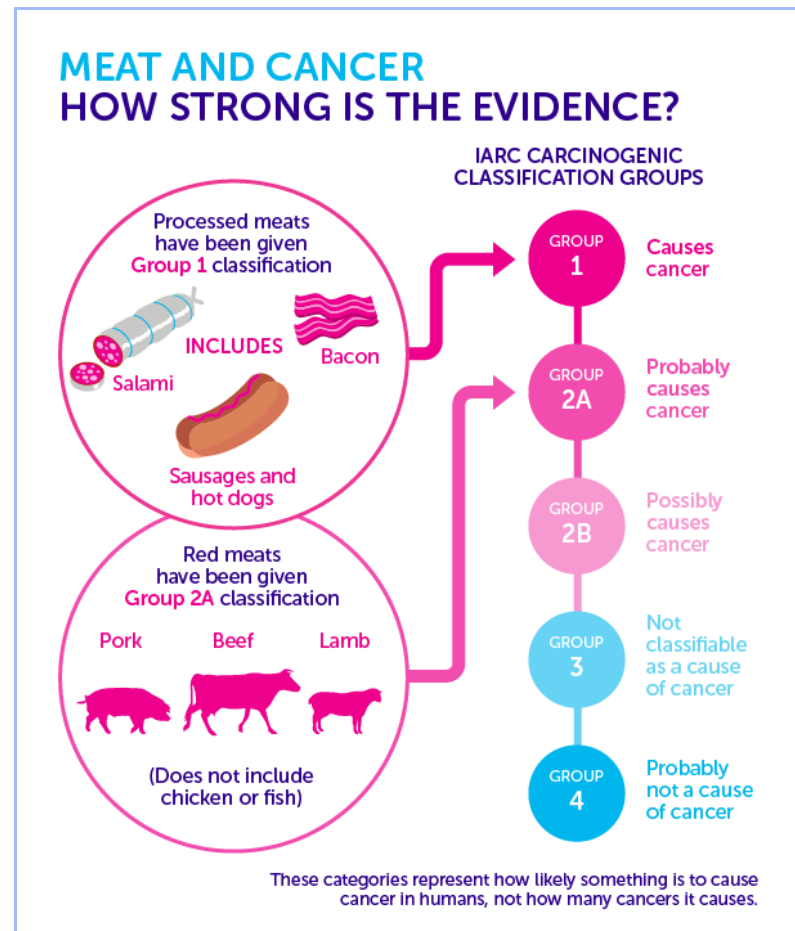 MEAT AND CANCER
HOW STRONG IS THE EVIDENCE?
IARC CARCINOGENIC
CLASSIFICATION GROUPS
Processed meats
have been given
Group 1 classification
INCLUDES
Salami
Bacon
Sausages and
hot dogs
Red meats
have been given
Group 2A classification
Pork
Beef
Lamb
(Does not include
chicken or fish)
GROUP
1
Causes
cancer
GROUP
2A
Probably
causes
cancer
GROUP
2B
Possibly
causes
cancer
GROUP
3
Not
classifiable
as a cause
of cancer
GROUP
4
Probably
not a cause
of cancer
These categories represent how likely something is to cause
cancer in humans, not how many cancers it causes.